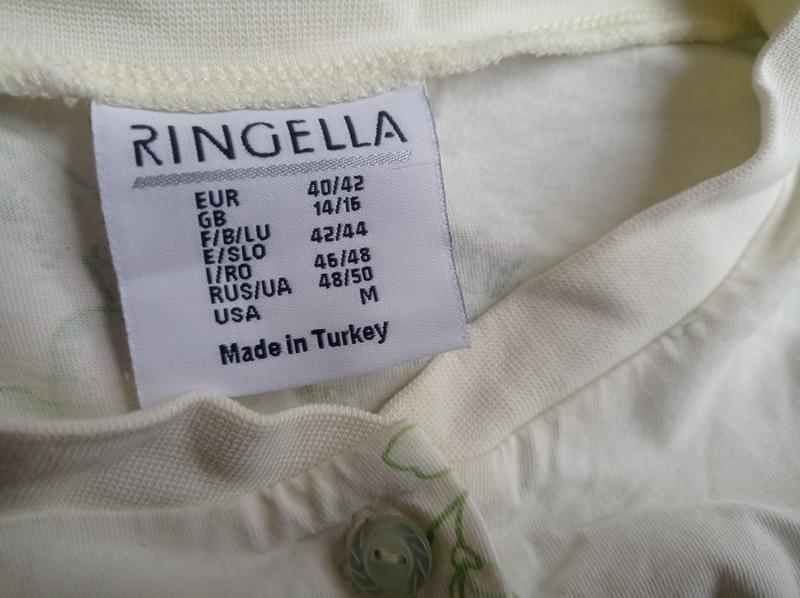 RINGELLA
EUR 40/42
GB 14/16
F/B/LU 42/44
E/SLO
I/RO 46/48
RUS/UA 48/50
USA M
Made in Turkey